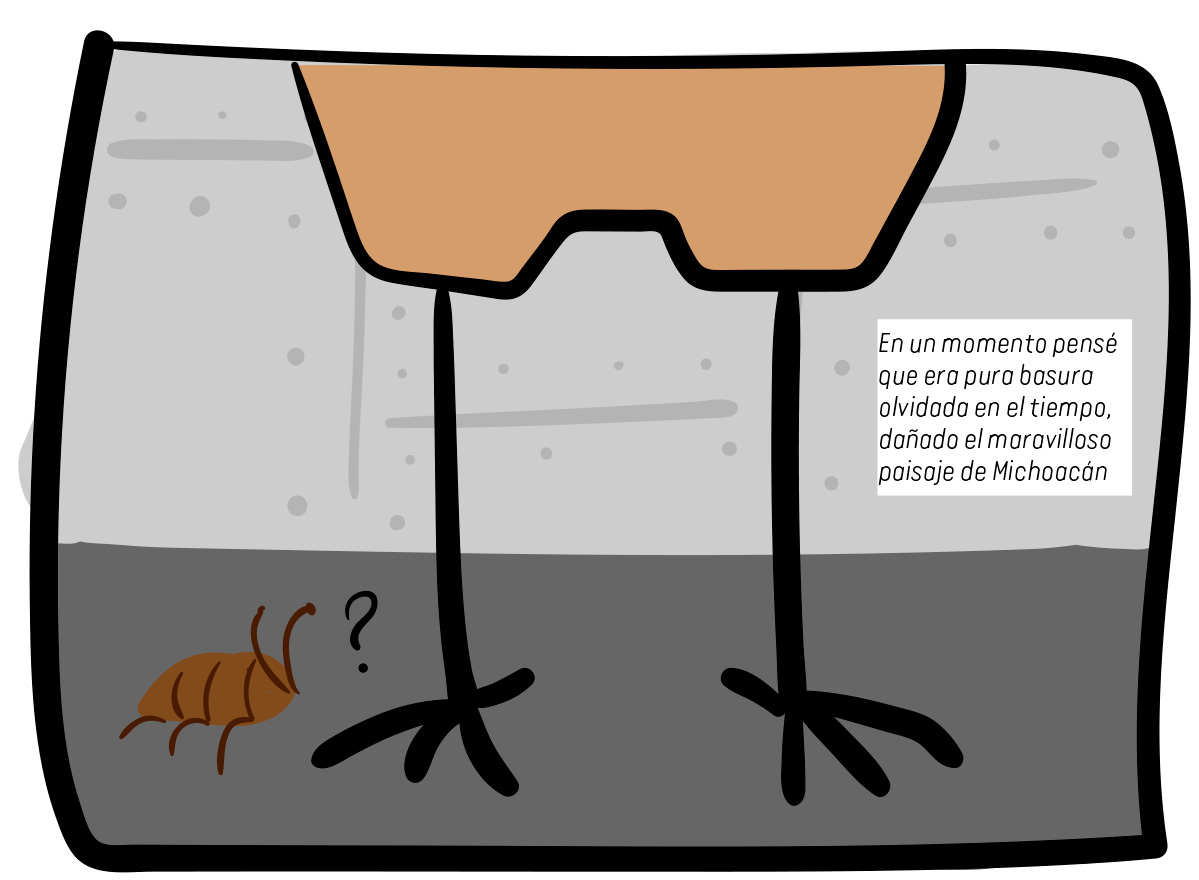 ?
En un momento pensé
que era pura basura
olvidada en el tiempo,
dañado el maravilloso
paisaje de Michoacán